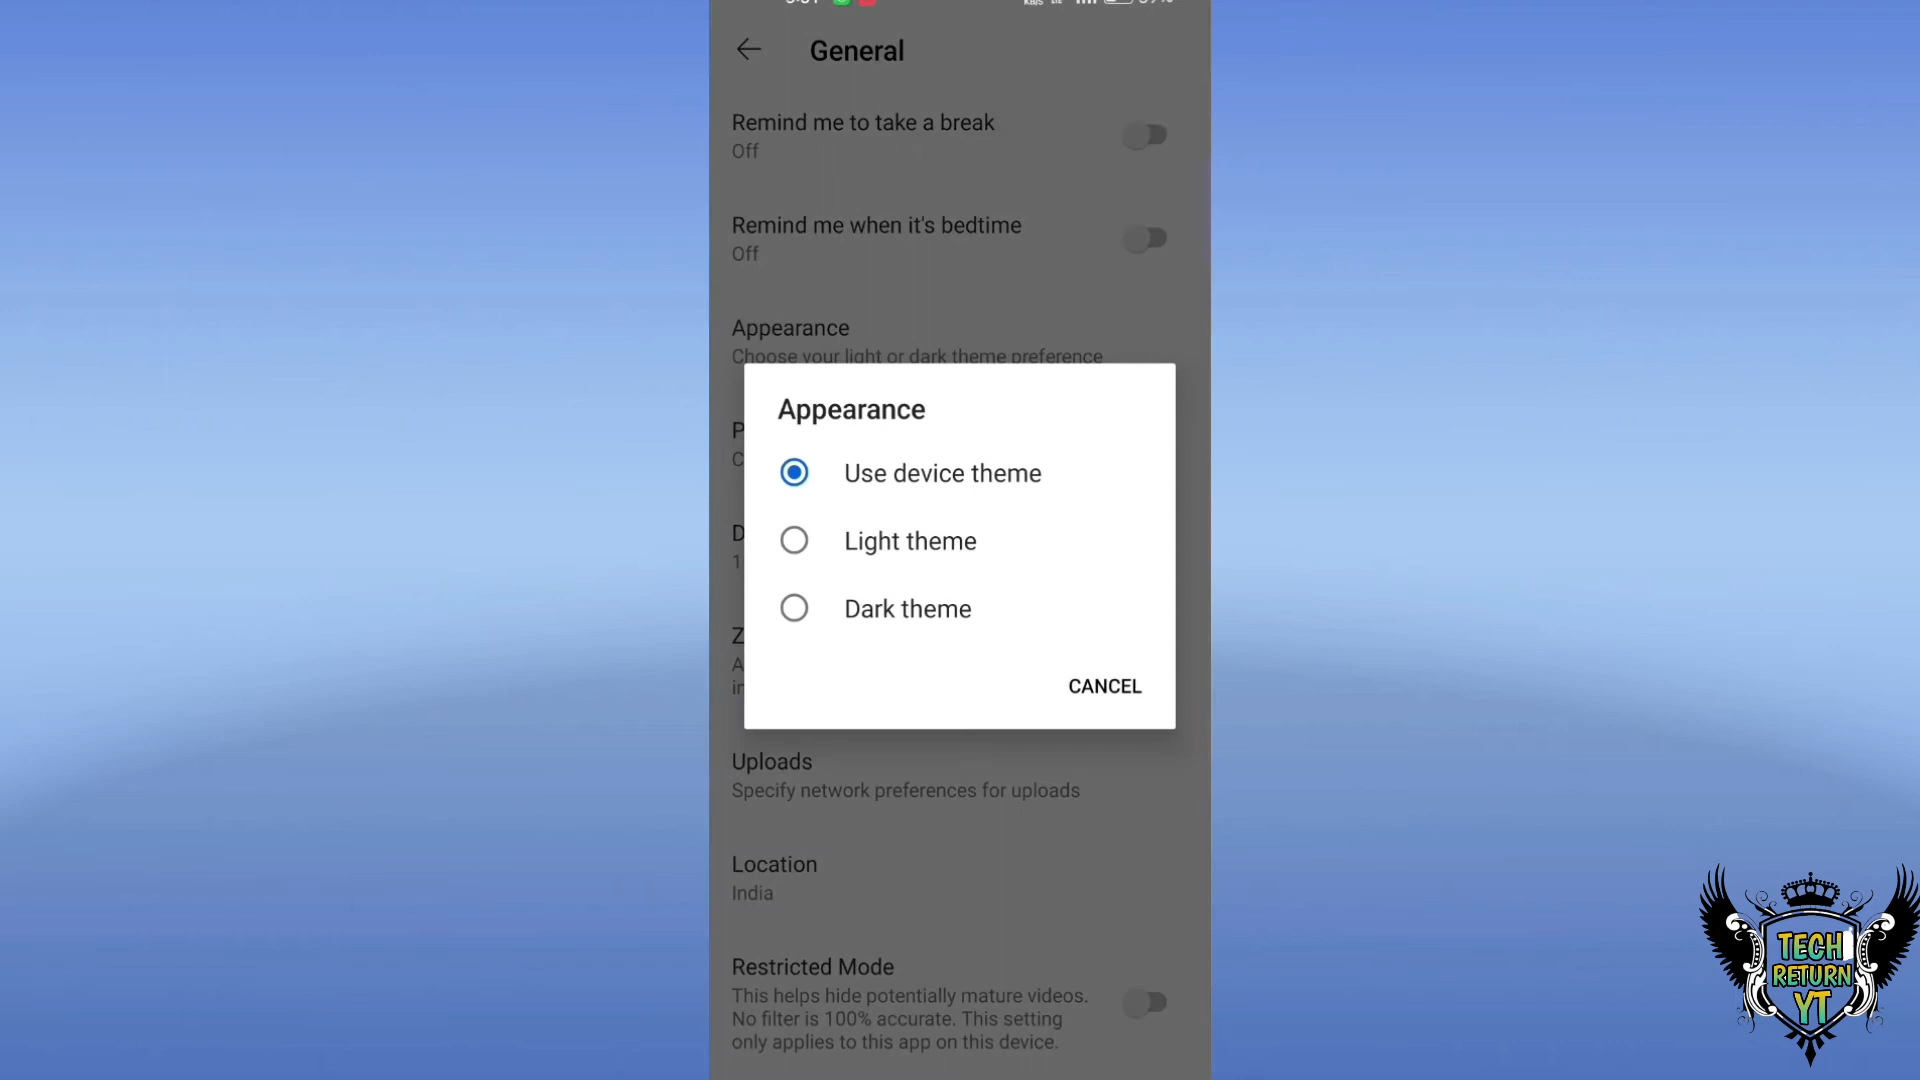 General
Remind me to take a break
Off
Remind me when it's bedtime
Off
Appearance
Choose your light or dark theme preference
Appearance
Use device theme
Light theme
Dark theme
CANCEL
Uploads
Specify network preferences for uploads
Location
India
Restricted Mode
This helps hide potentially mature videos.
No filter is 100% accurate. This setting
only applies to this app on this device.
TECH
RETURN
YT